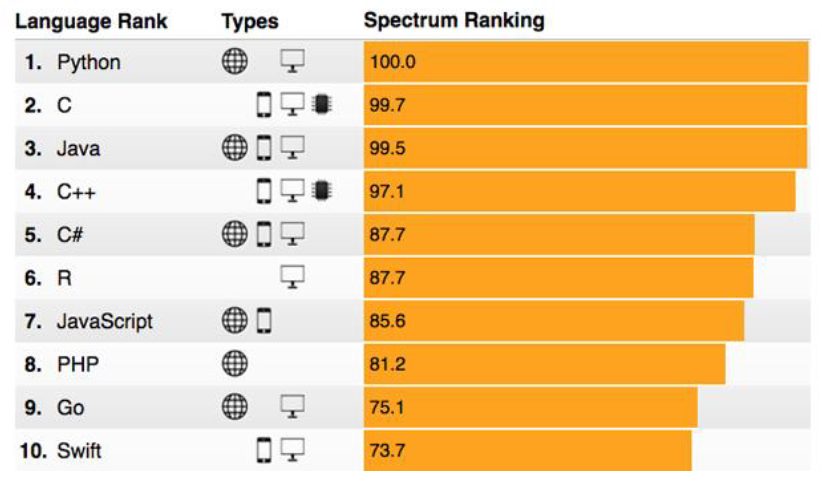 Language Rank Types Spectrum Ranking
1. Python 100.0
2. C 99.7
3. Java 99.5
4. C++ 97.1
5. C# 87.7
6. R 87.7
7. JavaScript 85.6
8. PHP 81.2
9. Go 75.1
10. Swift 73.7